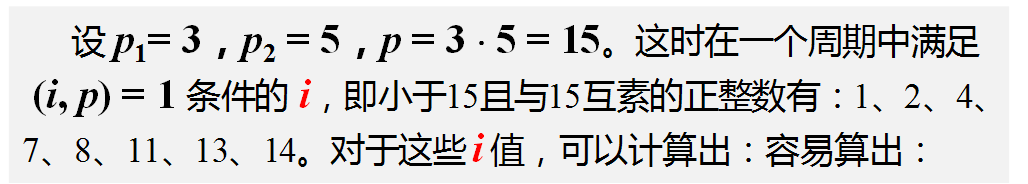 设 p₁= 3，p₂ = 5，p = 3 · 5 = 15。这时在一个周期中满足
(i, p) = 1 条件的 i，即小于15且与15互素的正整数有：1、2、4、
7、8、11、13、14。对于这些 i 值，可以计算出：容易算出：